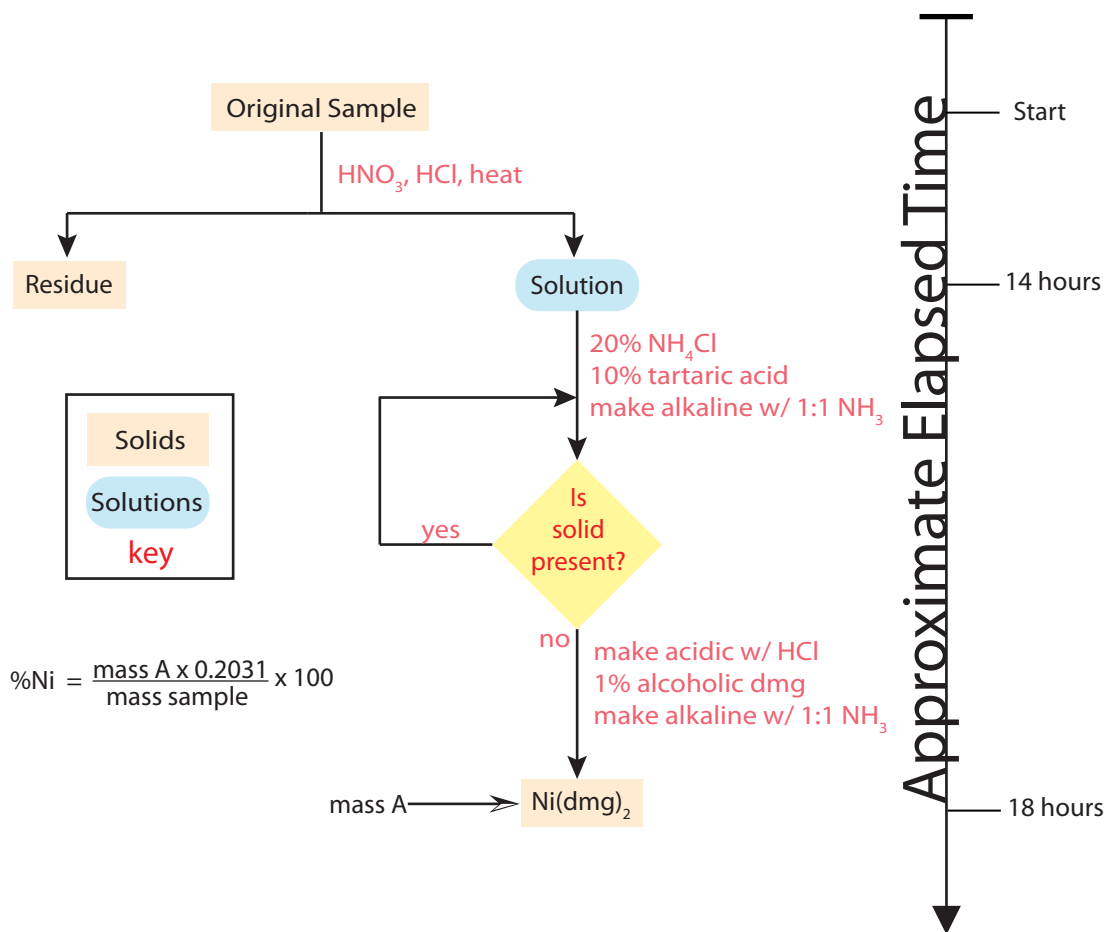 Original Sample
HNO₃, HCl, heat
Residue
Solution
20% NH₄Cl
10% tartaric acid
make alkaline w/ 1:1 NH₃
Solids
Solutions
key
Is
solid
present?
yes
no
make acidic w/ HCl
1% alcoholic dmg
make alkaline w/ 1:1 NH₃
%Ni = mass A x 0.2031 / mass sample x 100
mass A
Ni(dmg)₂
Approximate Elapsed Time
Start
14 hours
18 hours